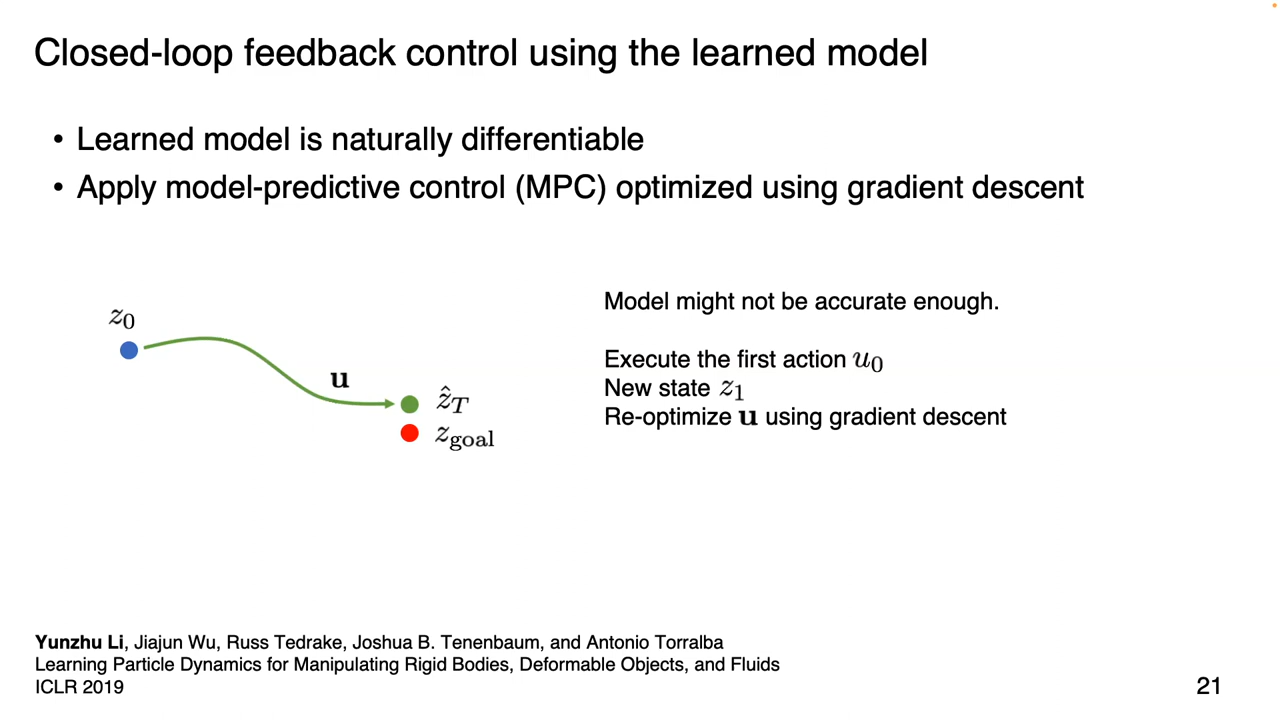 Closed-loop feedback control using the learned model
• Learned model is naturally differentiable
• Apply model-predictive control (MPC) optimized using gradient descent
z₀
u
ẑ_T
z_goal
Model might not be accurate enough.
Execute the first action u₀
New state z₁
Re-optimize u using gradient descent
Yunzhu Li, Jiajun Wu, Russ Tedrake, Joshua B. Tenenbaum, and Antonio Torralba
Learning Particle Dynamics for Manipulating Rigid Bodies, Deformable Objects, and Fluids
ICLR 2019
21